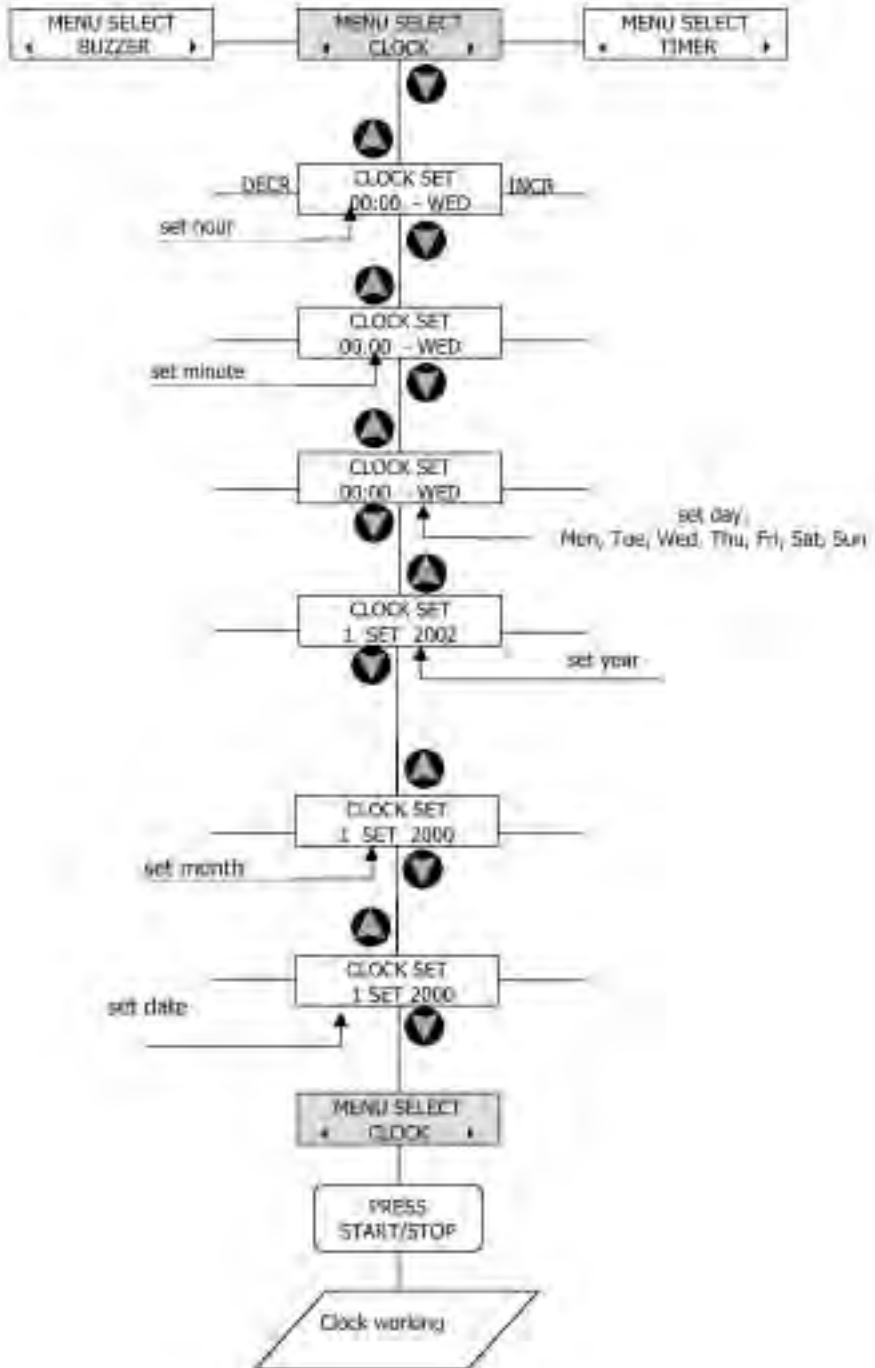 MENU SELECT
BUZZER
MENU SELECT
CLOCK
MENU SELECT
TIMER
DECR
CLOCK SET
00:00 - WED
INCR
set hour
CLOCK SET
00:00 - WED
set minute
CLOCK SET
00:00 - WED
set day,
Mon, Tue, Wed, Thu, Fri, Sat, Sun
CLOCK SET
1 SET 2002
set year
CLOCK SET
1 SET 2000
set month
CLOCK SET
1 SET 2000
set date
MENU SELECT
CLOCK
PRESS
START/STOP
Clock working